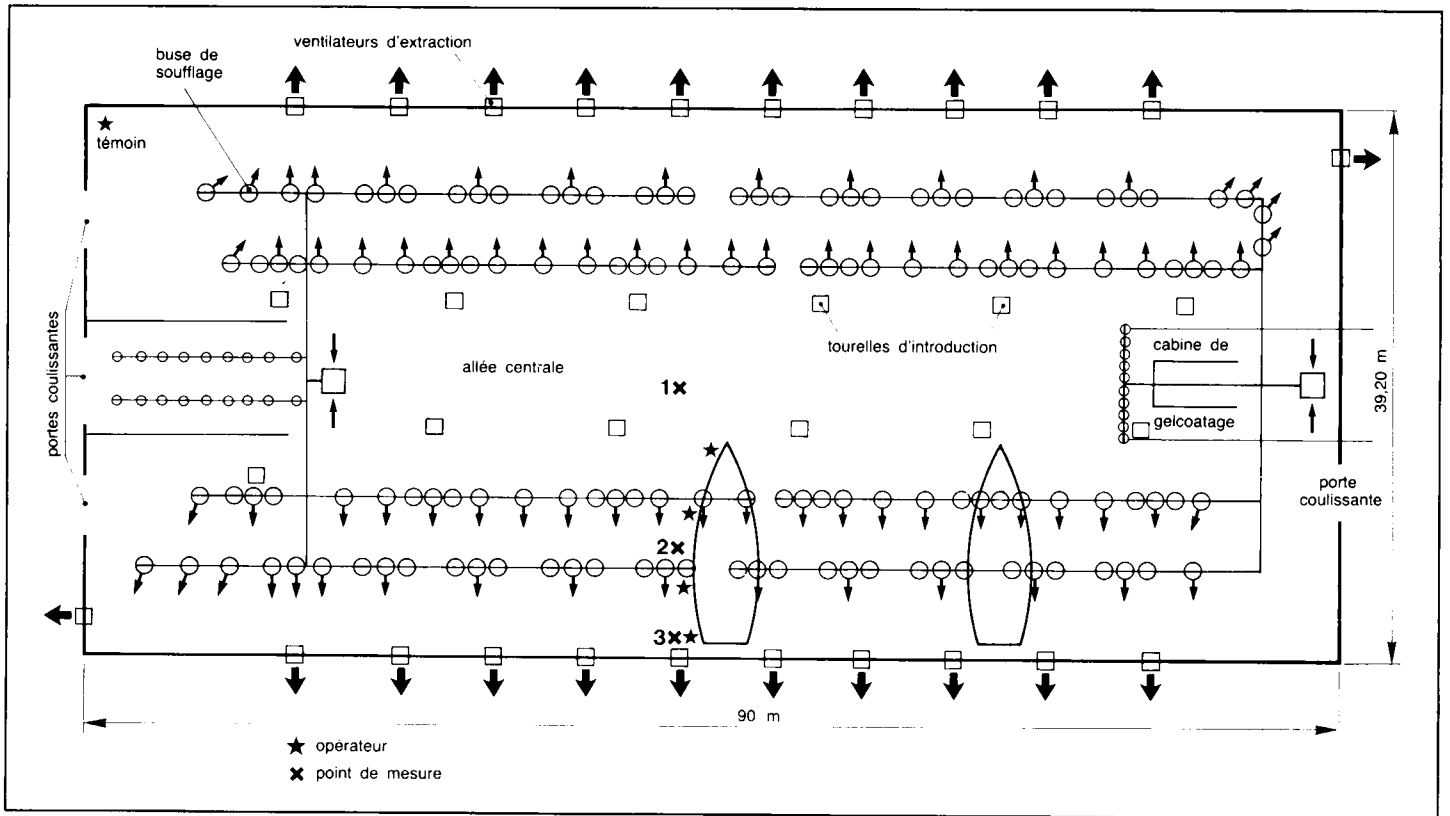 ventilateurs d'extraction
buse de
soufflage
témoin
portes coulissantes
tourelles d'introduction
allée centrale
cabine de
gelcoatage
39,20 m
1
2
3
porte
coulissante
90 m
opérateur
point de mesure